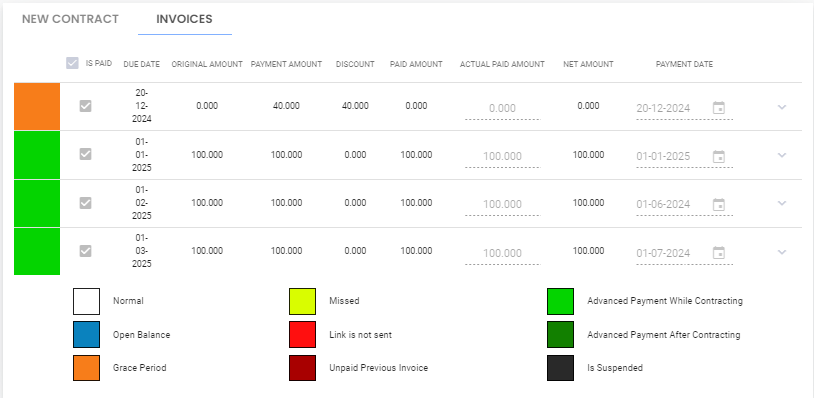 NEW CONTRACT INVOICES
IS PAID DUE DATE ORIGINAL AMOUNT PAYMENT AMOUNT DISCOUNT PAID AMOUNT ACTUAL PAID AMOUNT NET AMOUNT PAYMENT DATE
20-
12-
2024
0.000 40.000 40.000 0.000 0.000 0.000 20-12-2024
01-
01-
2025
100.000 100.000 0.000 100.000 100.000 100.000 01-01-2025
01-
02-
2025
100.000 100.000 0.000 100.000 100.000 100.000 01-06-2024
01-
03-
2025
100.000 100.000 0.000 100.000 100.000 100.000 01-07-2024
Normal Missed Advanced Payment While Contracting
Open Balance Link is not sent Advanced Payment After Contracting
Grace Period Unpaid Previous Invoice Is Suspended